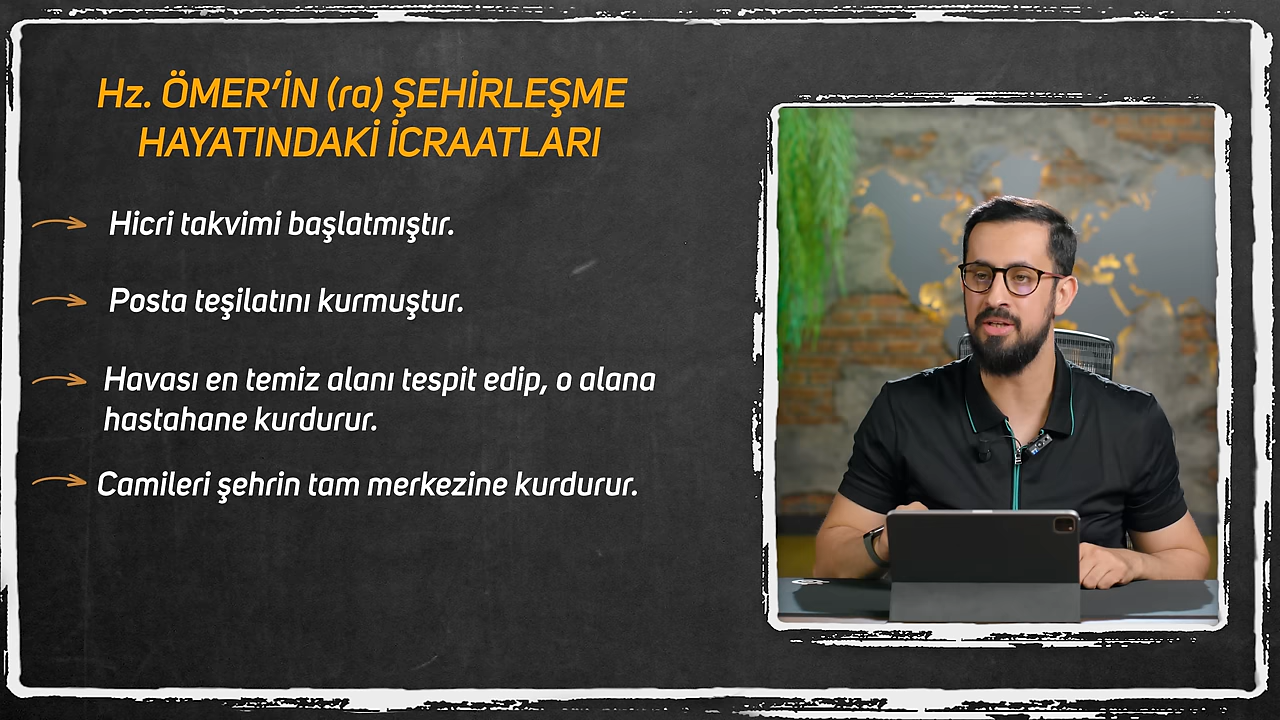 Hz. ÖMER'İN (ra) ŞEHİRLEŞME
HAYATINDAKİ İCRAATLARI
Hicri takvimi başlatmıştır.
Posta teşilatını kurmuştur.
Havası en temiz alanı tespit edip, o alana
hastahane kurdurur.
Camileri şehrin tam merkezine kurdurur.